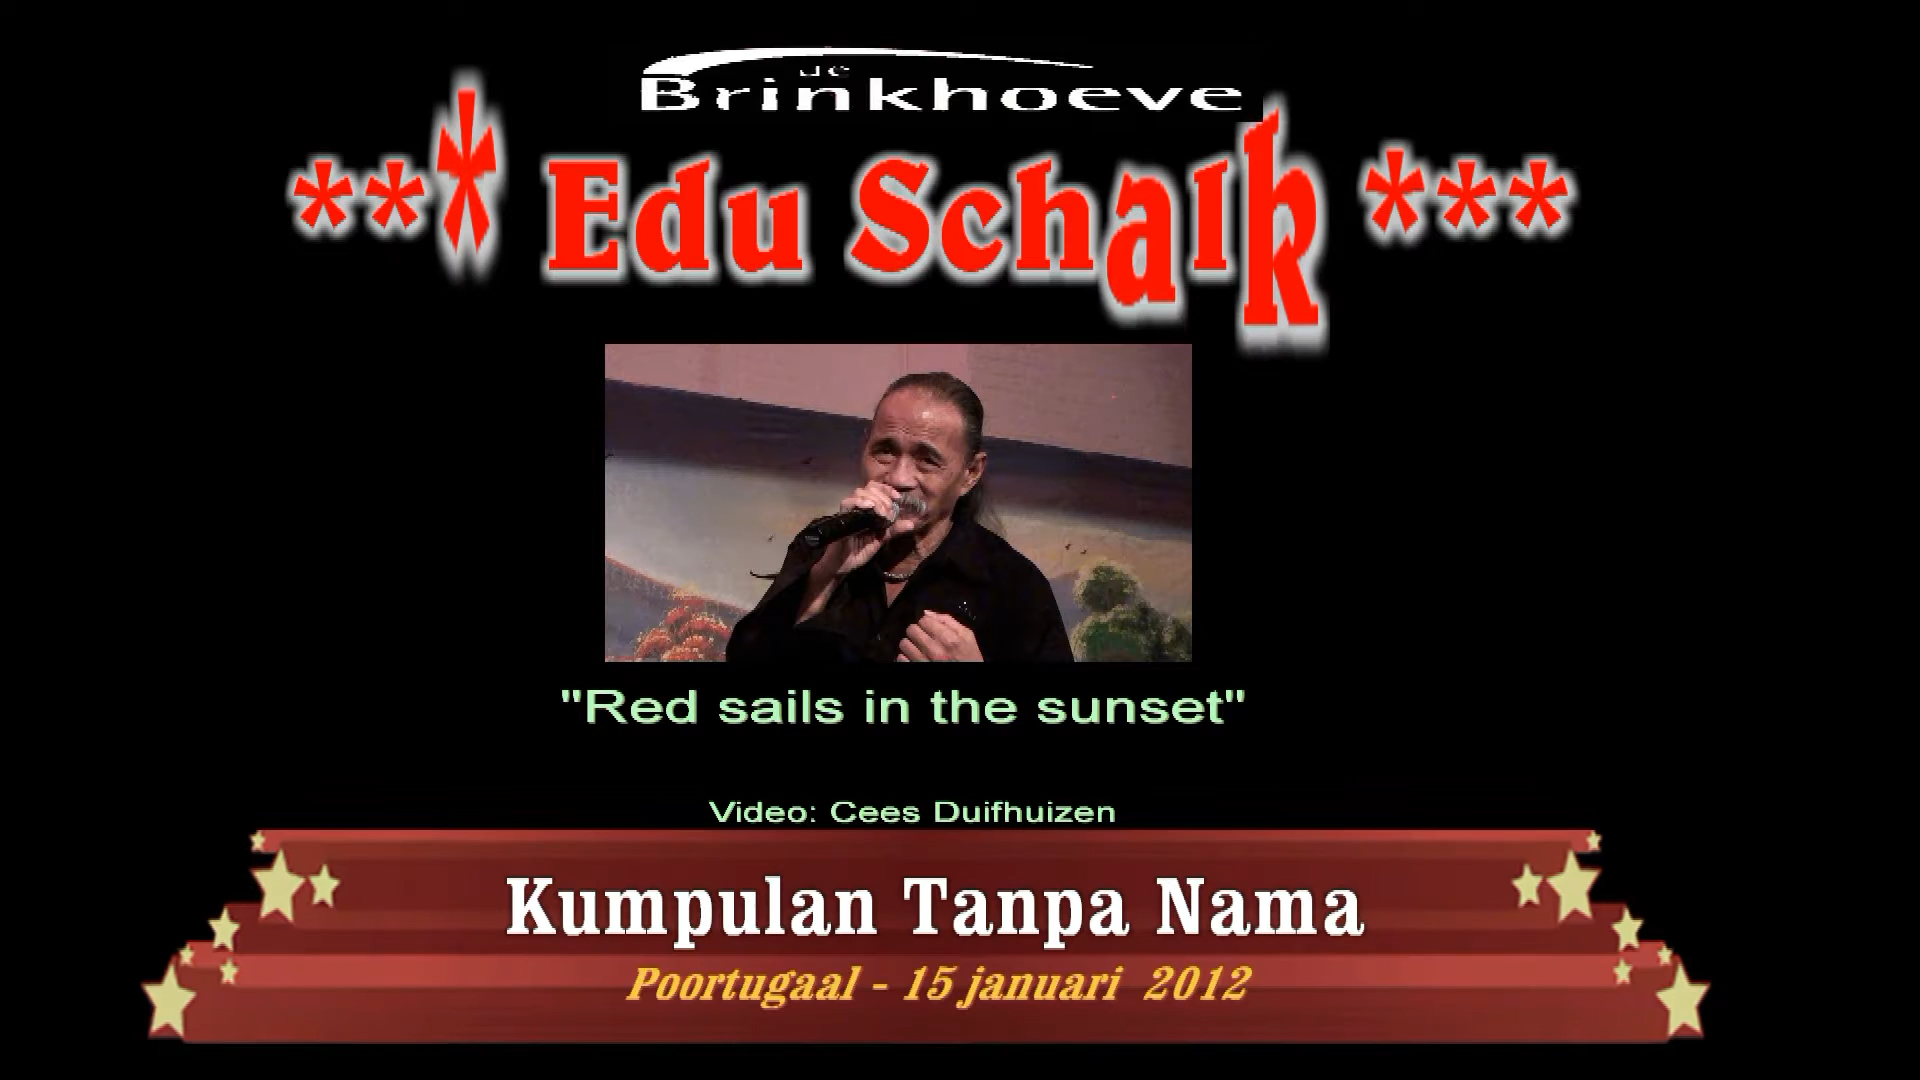 de
Brinkhoeve
*** Edu Schalk ***
"Red sails in the sunset"
Video: Cees Duifhuizen
Kumpulan Tanpa Nama
Poortugaal - 15 januari 2012